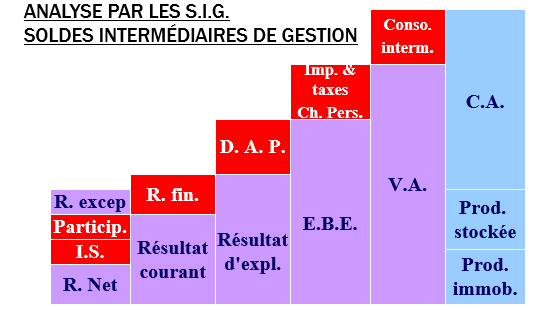 ANALYSE PAR LES S.I.G.
SOLDES INTERMÉDIAIRES DE GESTION
Conso.
interm.
Imp. &
taxes
Ch. Pers.
C.A.
D. A. P.
V.A.
R. fin.
R. excep
Particip.
I.S.
R. Net
Résultat
courant
Résultat
d'expl.
E.B.E.
Prod.
stockée
Prod.
immob.